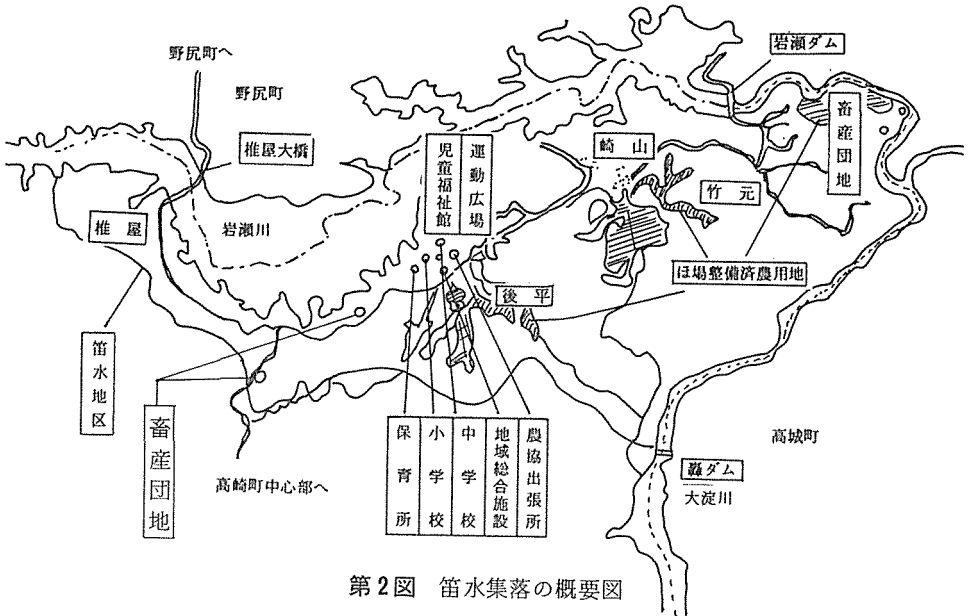 野尻町へ
岩瀬ダム
野尻町
畜産団地
椎屋大橋
児童福祉館
運動広場
崎山
竹元
椎屋
岩瀬川
ほ場整備済農用地
後平
笛水地区
畜産団地
保育所
小学校
中学校
地域総合施設
農協出張所
高城町
高崎町中心部へ
轟ダム
大淀川
第2図 笛水集落の概要図